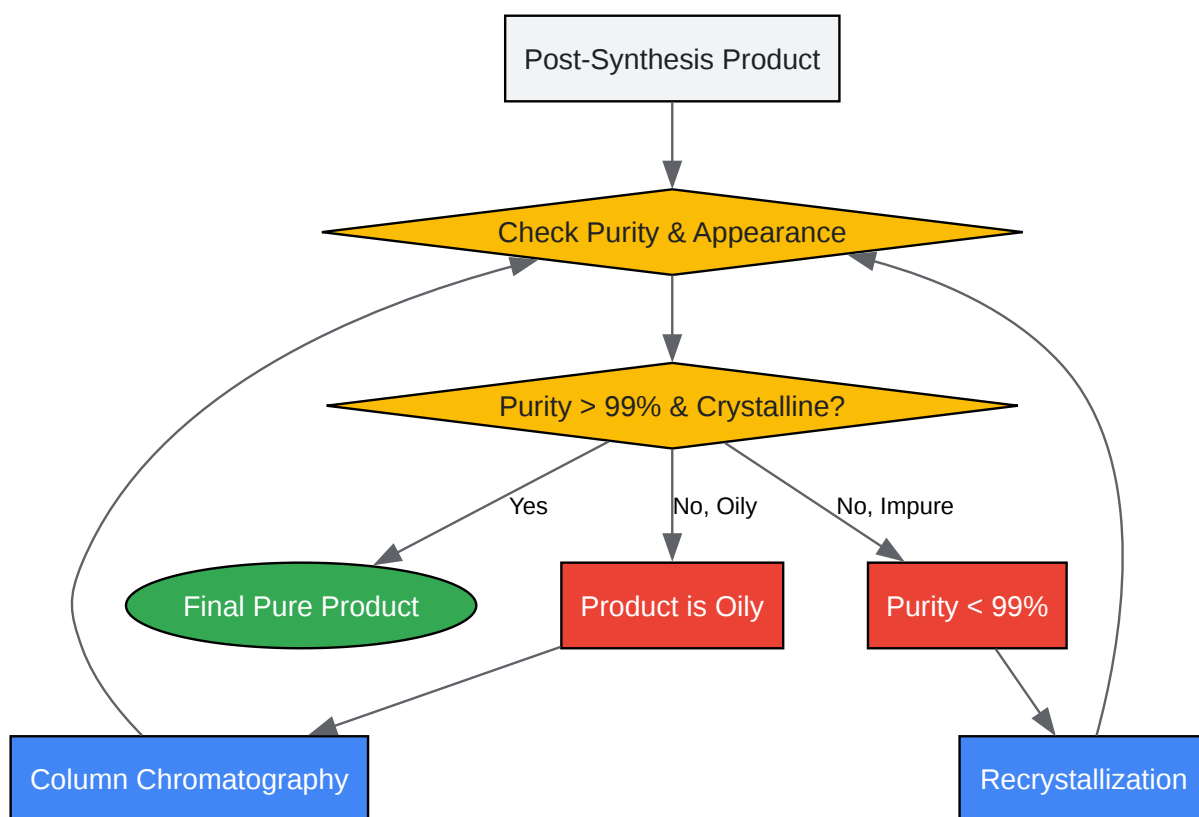 Post-Synthesis Product
Check Purity & Appearance
Purity > 99% & Crystalline?
Yes
No, Oily
No, Impure
Final Pure Product
Product is Oily
Purity < 99%
Column Chromatography
Recrystallization